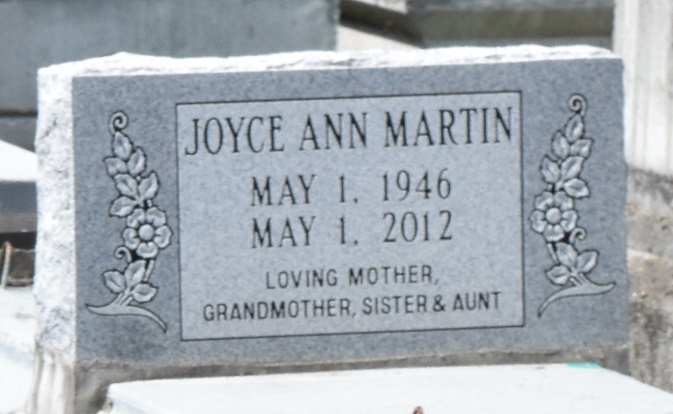 JOYCE ANN MARTIN
MAY 1, 1946
MAY 1, 2012
LOVING MOTHER,
GRANDMOTHER, SISTER & AUNT